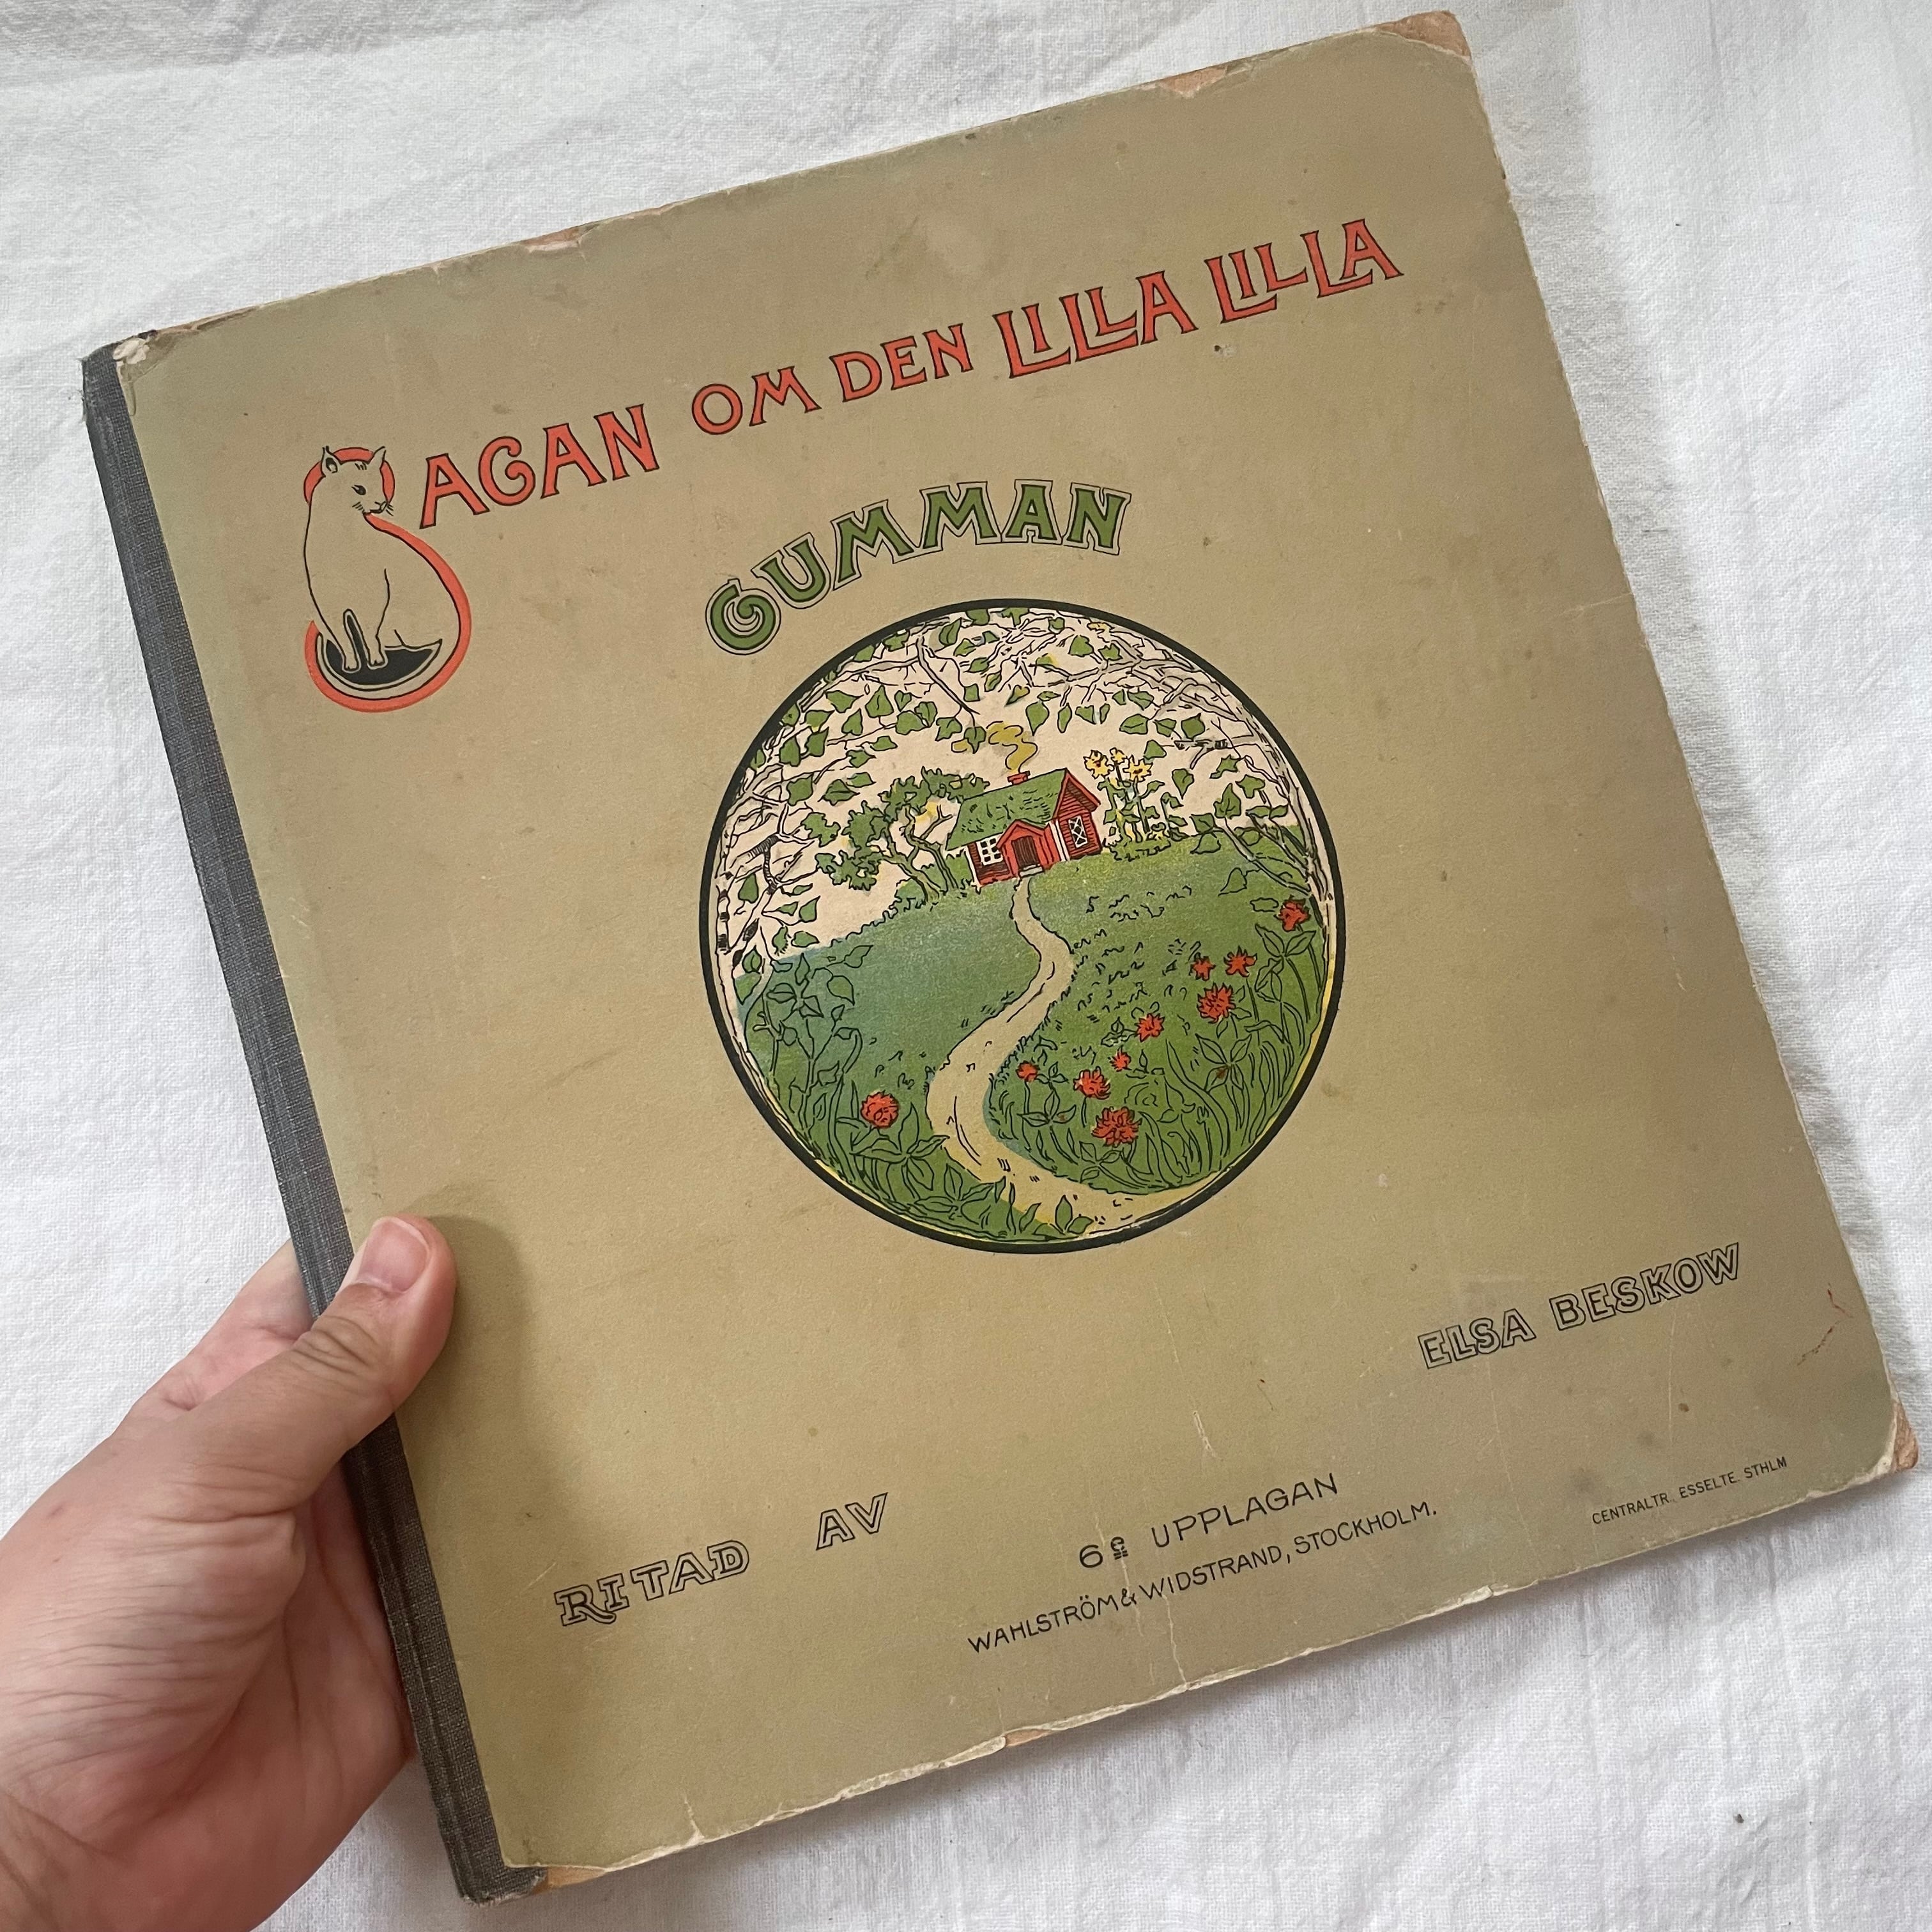 SAGAN OM DEN LILLA LILLA
GUMMAN
RITAD AV ELSA BESKOW
6e UPPLAGAN
WAHLSTRÖM & WIDSTRAND, STOCKHOLM.
CENTRALTR. ESSELTE. STHLM